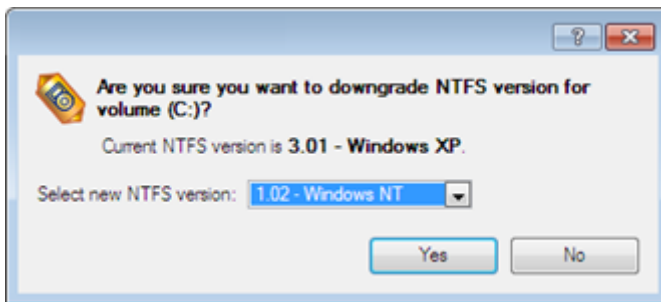 Are you sure you want to downgrade NTFS version for
volume (C:)?
Current NTFS version is 3.01 - Windows XP.
Select new NTFS version: 1.02 - Windows NT
Yes No